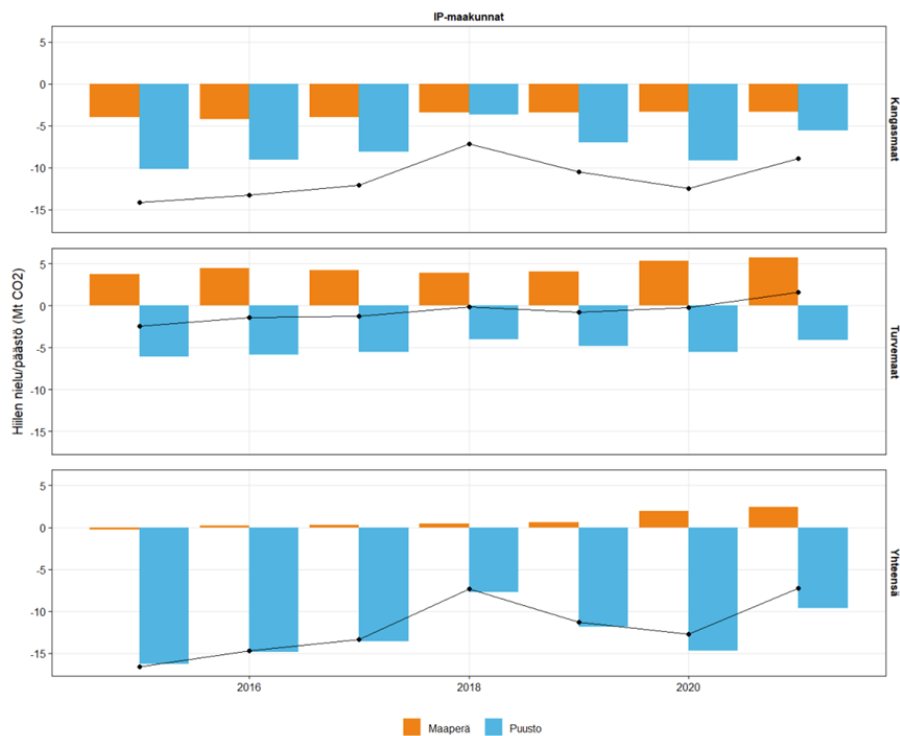 IP-maakunnat
Hiilen nielu/päästö (Mt CO2)
5
0
-5
-10
-15
Kangasmaat
5
0
-5
-10
-15
Turvemaat
5
0
-5
-10
-15
Yhteensä
2016 2018 2020
Maaperä Puusto